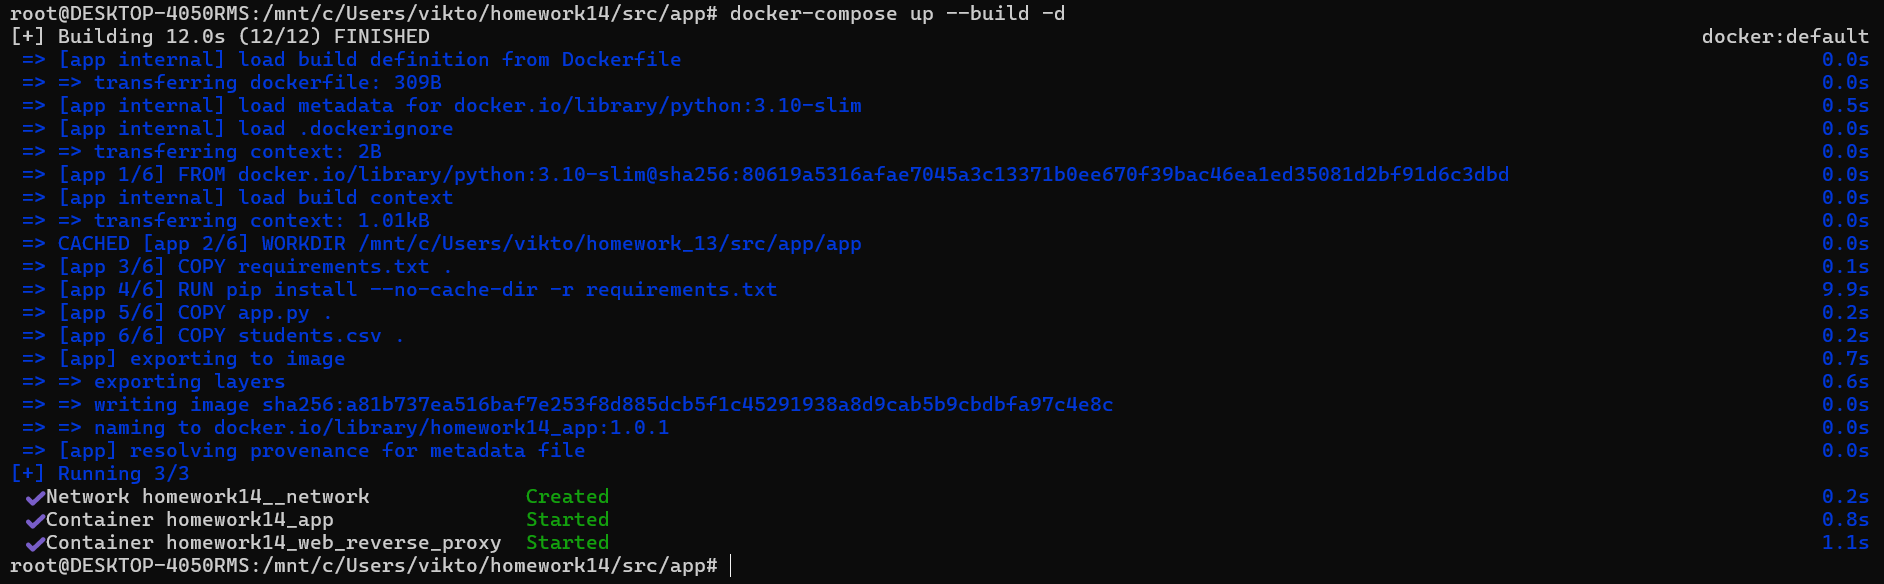 root@DESKTOP-4050RMS:/mnt/c/Users/vikto/homework14/src/app# docker-compose up --build -d
[+] Building 12.0s (12/12) FINISHED docker:default
=> [app internal] load build definition from Dockerfile 0.0s
=> => transferring dockerfile: 309B 0.0s
=> [app internal] load metadata for docker.io/library/python:3.10-slim 0.5s
=> [app internal] load .dockerignore 0.0s
=> => transferring context: 2B 0.0s
=> [app 1/6] FROM docker.io/library/python:3.10-slim@sha256:80619a5316afae7045a3c13371b0ee670f39bac46ea1ed35081d2bf91d6c3dbd 0.0s
=> [app internal] load build context 0.0s
=> => transferring context: 1.01kB 0.0s
=> CACHED [app 2/6] WORKDIR /mnt/c/Users/vikto/homework_13/src/app/app 0.0s
=> [app 3/6] COPY requirements.txt . 0.1s
=> [app 4/6] RUN pip install --no-cache-dir -r requirements.txt 9.9s
=> [app 5/6] COPY app.py . 0.2s
=> [app 6/6] COPY students.csv . 0.2s
=> [app] exporting to image 0.7s
=> => exporting layers 0.6s
=> => writing image sha256:a81b737ea516baf7e253f8d885dcb5f1c45291938a8d9cab5b9cbdbfa97c4e8c 0.0s
=> => naming to docker.io/library/homework14_app:1.0.1 0.0s
=> [app] resolving provenance for metadata file 0.0s
[+] Running 3/3
✔Network homework14__network Created 0.2s
✔Container homework14_app Started 0.8s
✔Container homework14_web_reverse_proxy Started 1.1s
root@DESKTOP-4050RMS:/mnt/c/Users/vikto/homework14/src/app#